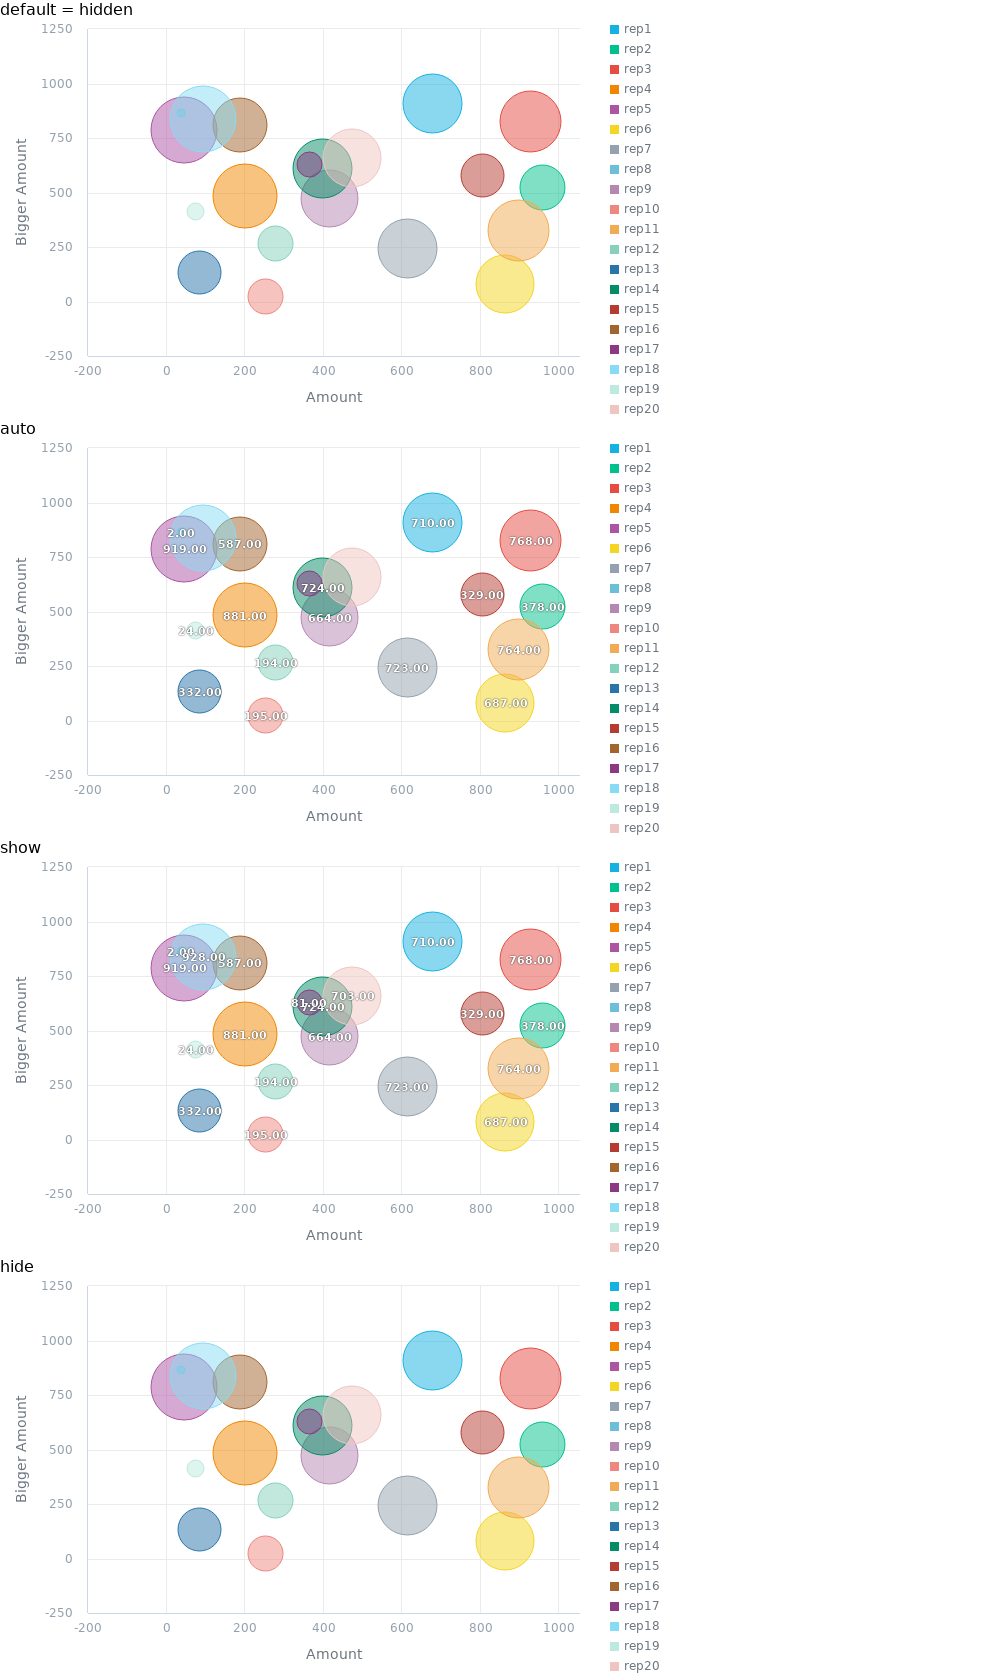 default = hidden
1250
1000
750
500
250
0
-250
Bigger Amount
-200 0 200 400 600 800 1000
Amount
rep1
rep2
rep3
rep4
rep5
rep6
rep7
rep8
rep9
rep10
rep11
rep12
rep13
rep14
rep15
rep16
rep17
rep18
rep19
rep20
auto
1250
1000
750
500
250
0
-250
Bigger Amount
710.00
2.00
768.00
587.00
919.00
724.00
329.00
378.00
881.00
664.00
24.00
764.00
194.00
723.00
332.00
687.00
195.00
-200 0 200 400 600 800 1000
Amount
rep1
rep2
rep3
rep4
rep5
rep6
rep7
rep8
rep9
rep10
rep11
rep12
rep13
rep14
rep15
rep16
rep17
rep18
rep19
rep20
show
1250
1000
750
500
250
0
-250
Bigger Amount
710.00
2.00
928.00
768.00
587.00
919.00
703.00
81.00
724.00
329.00
378.00
881.00
664.00
24.00
764.00
194.00
723.00
332.00
687.00
195.00
-200 0 200 400 600 800 1000
Amount
rep1
rep2
rep3
rep4
rep5
rep6
rep7
rep8
rep9
rep10
rep11
rep12
rep13
rep14
rep15
rep16
rep17
rep18
rep19
rep20
hide
1250
1000
750
500
250
0
-250
Bigger Amount
-200 0 200 400 600 800 1000
Amount
rep1
rep2
rep3
rep4
rep5
rep6
rep7
rep8
rep9
rep10
rep11
rep12
rep13
rep14
rep15
rep16
rep17
rep18
rep19
rep20